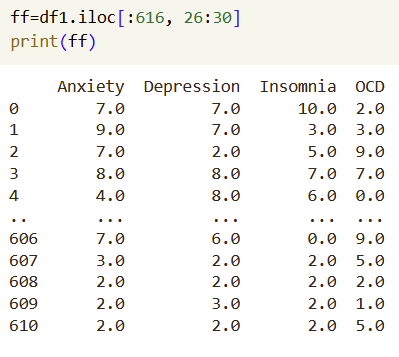 ff=df1.iloc[:616, 26:30]
print(ff)
Anxiety Depression Insomnia OCD
0 7.0 7.0 10.0 2.0
1 9.0 7.0 3.0 3.0
2 7.0 2.0 5.0 9.0
3 8.0 8.0 7.0 7.0
4 4.0 8.0 6.0 0.0
.. ... ... ... ...
606 7.0 6.0 0.0 9.0
607 3.0 2.0 2.0 5.0
608 2.0 2.0 2.0 2.0
609 2.0 3.0 2.0 1.0
610 2.0 2.0 2.0 5.0